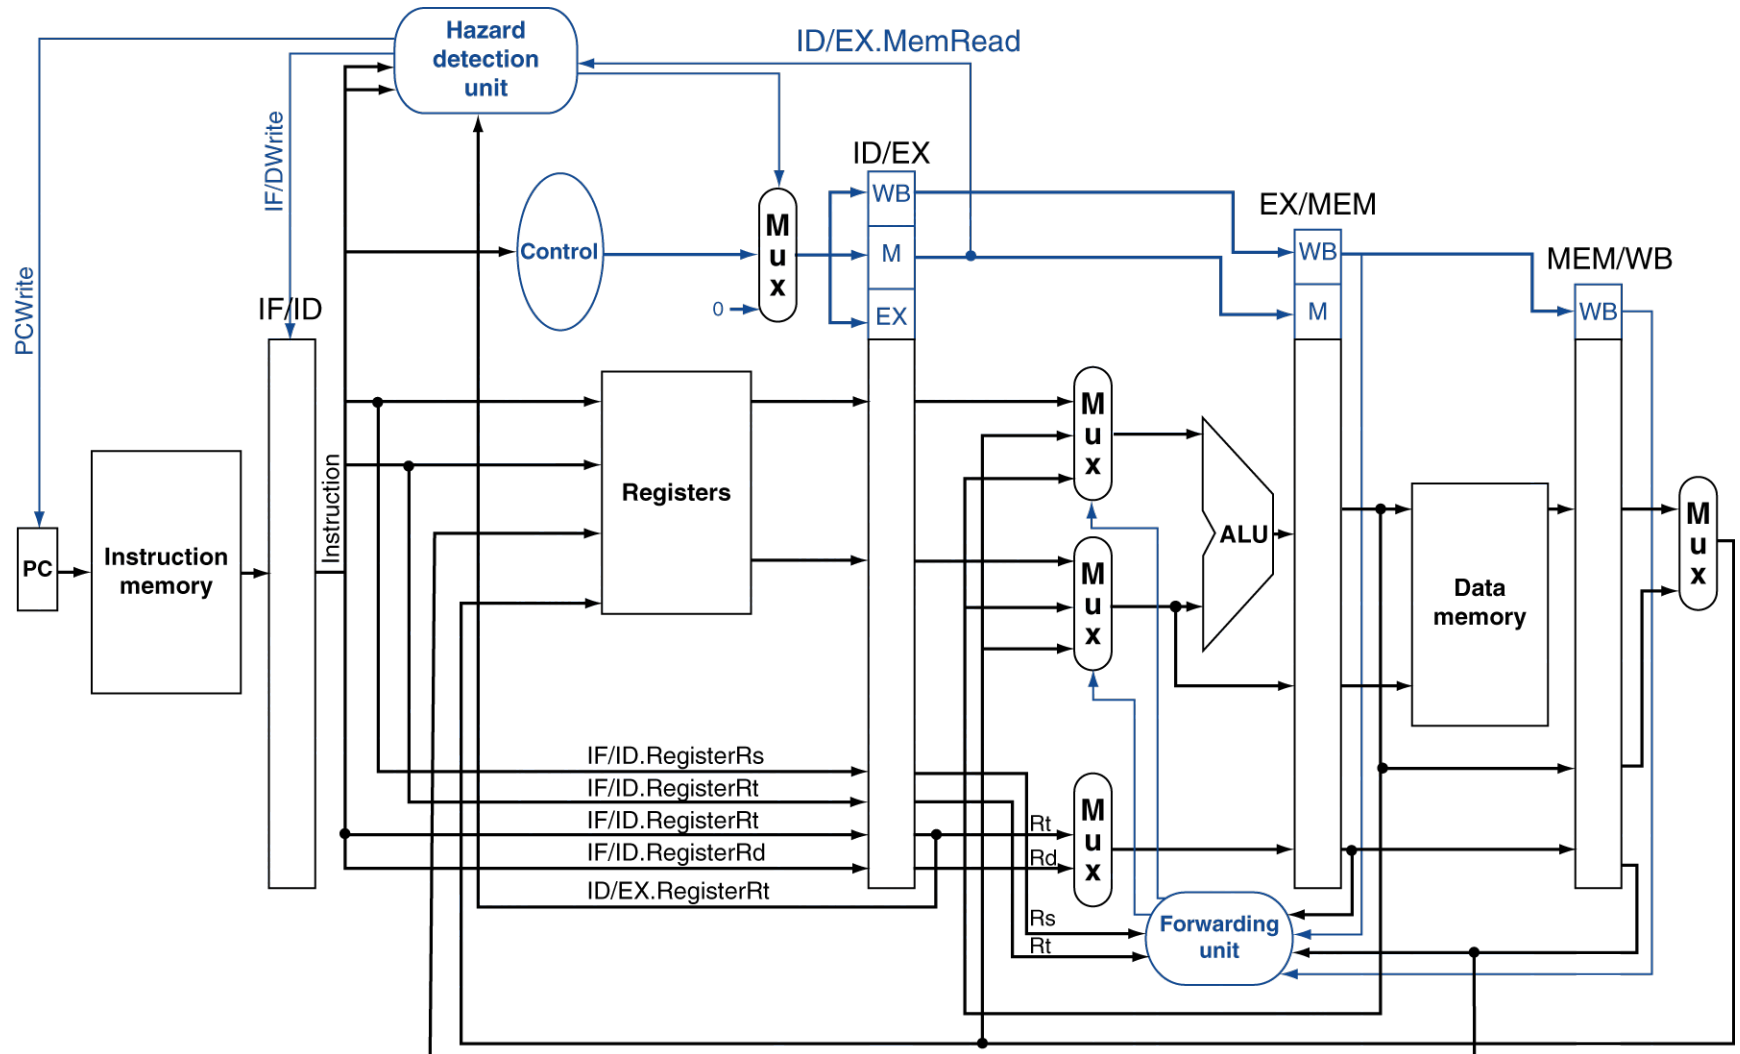 Hazard
detection
unit
ID/EX.MemRead
IF/DWrite
PCWrite
ID/EX
WB
M
EX
Control
M
u
x
0
EX/MEM
WB
M
MEM/WB
WB
IF/ID
PC
Instruction
memory
Instruction
Registers
M
u
x
M
u
x
ALU
Data
memory
M
u
x
IF/ID.RegisterRs
IF/ID.RegisterRt
IF/ID.RegisterRt
IF/ID.RegisterRd
ID/EX.RegisterRt
Rt
Rd
M
u
x
Rs
Rt
Forwarding
unit